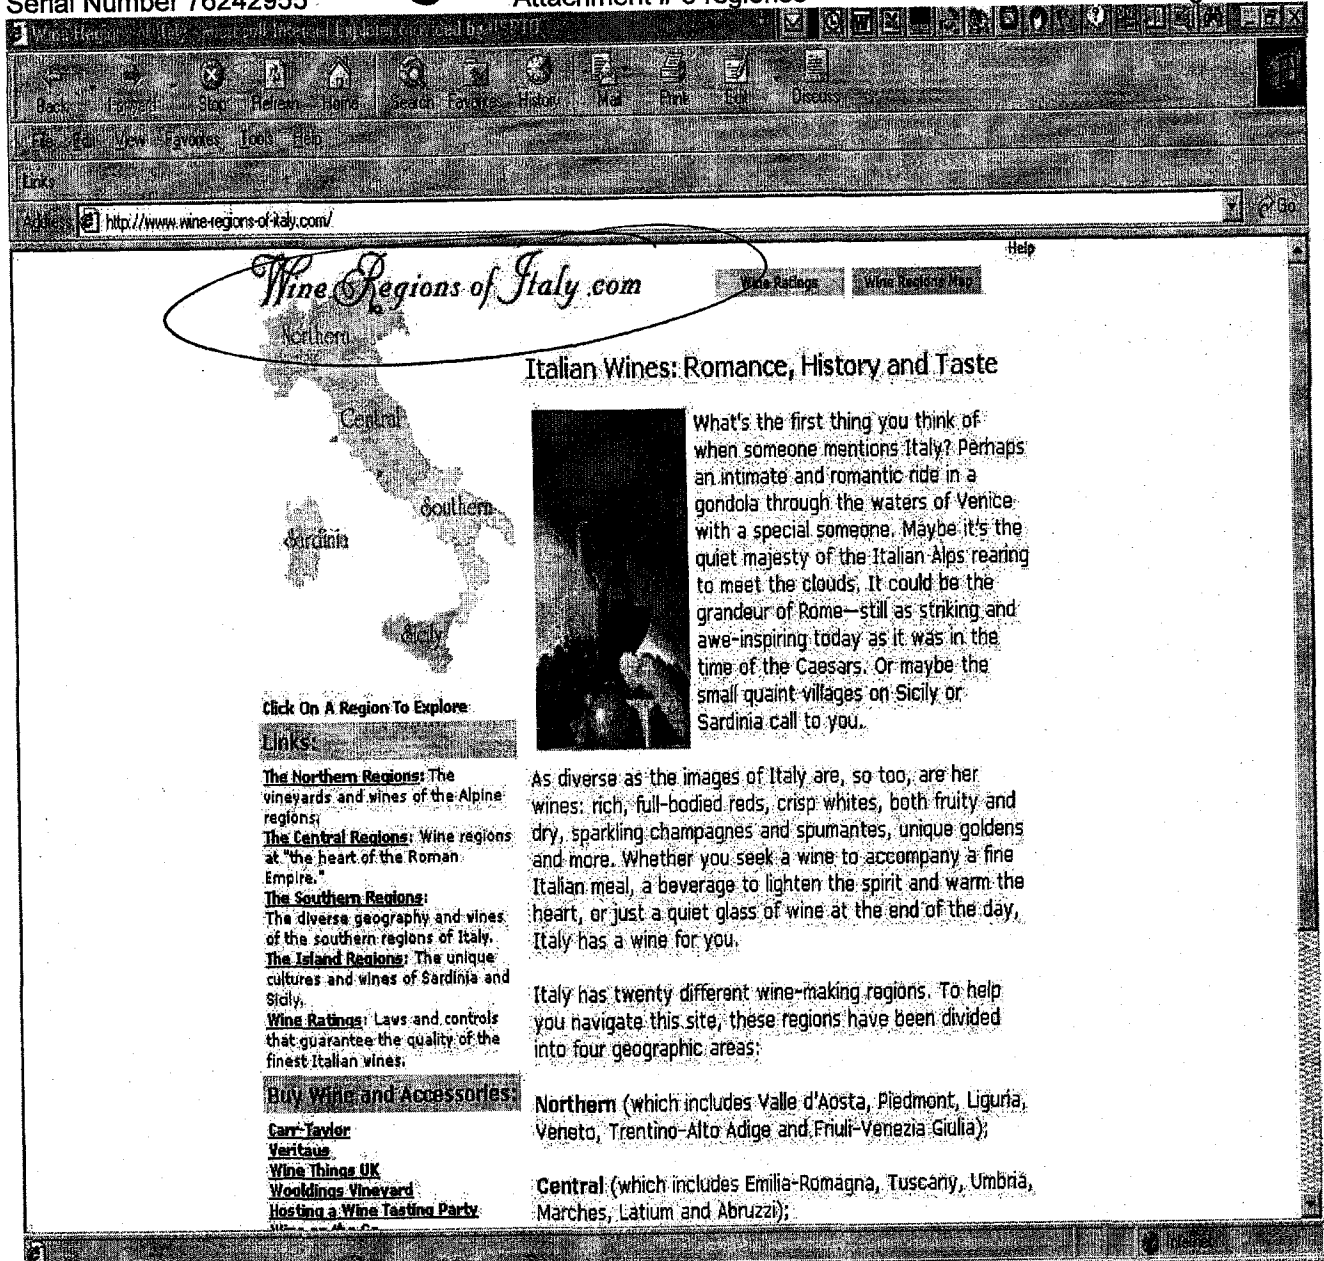 Serial Number 76242953
Attachment # 6 regiones
Back Forward Stop Refresh Home Search Favorites History Mail Print Edit Discuss
File Edit View Favorites Tools Help
Links
Address http://www.wine-regions-of-italy.com/ Go
Help
Wine Regions of Italy.com
Wine Ratings Wine Regions Map
Northern
Central
Southern
Sardinia
Sicily
Click On A Region To Explore
Links:
The Northern Regions: The
vineyards and wines of the Alpine
regions.
The Central Regions: Wine regions
at "the heart of the Roman
Empire."
The Southern Regions:
The diverse geography and wines
of the southern regions of Italy.
The Island Regions: The unique
cultures and wines of Sardinia and
Sicily.
Wine Ratings: Laws and controls
that guarantee the quality of the
finest Italian wines.
Buy Wine and Accessories:
Carr-Taylor
Veritaus
Wine Things UK
Wooldings Vineyard
Hosting a Wine Tasting Party
Italian Wines: Romance, History and Taste
What's the first thing you think of
when someone mentions Italy? Perhaps
an intimate and romantic ride in a
gondola through the waters of Venice
with a special someone. Maybe it's the
quiet majesty of the Italian Alps rearing
to meet the clouds. It could be the
grandeur of Rome—still as striking and
awe-inspiring today as it was in the
time of the Caesars. Or maybe the
small quaint villages on Sicily or
Sardinia call to you.
As diverse as the images of Italy are, so too, are her
wines: rich, full-bodied reds, crisp whites, both fruity and
dry, sparkling champagnes and spumantes, unique goldens
and more. Whether you seek a wine to accompany a fine
Italian meal, a beverage to lighten the spirit and warm the
heart, or just a quiet glass of wine at the end of the day,
Italy has a wine for you.
Italy has twenty different wine-making regions. To help
you navigate this site, these regions have been divided
into four geographic areas:
Northern (which includes Valle d'Aosta, Piedmont, Liguria,
Veneto, Trentino-Alto Adige and Friuli-Venezia Giulia);
Central (which includes Emilia-Romagna, Tuscany, Umbria,
Marches, Latium and Abruzzi);
Internet